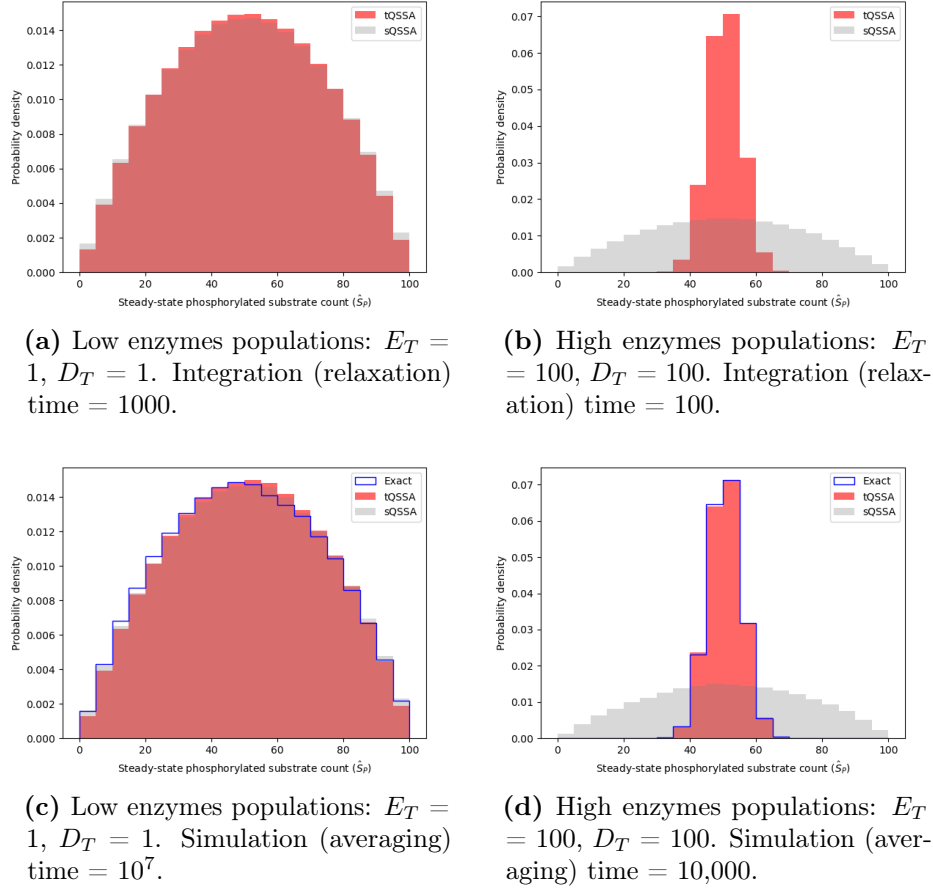 0.014
0.012
0.010
0.008
0.006
0.004
0.002
0.000
Probability density
tQSSA
sQSSA
0 20 40 60 80 100
Steady-state phosphorylated substrate count (Ŝ_P)
0.07
0.06
0.05
0.04
0.03
0.02
0.01
0.00
Probability density
tQSSA
sQSSA
0 20 40 60 80 100
Steady-state phosphorylated substrate count (Ŝ_P)
(a) Low enzymes populations: E_T =
1, D_T = 1. Integration (relaxation)
time = 1000.
(b) High enzymes populations: E_T
= 100, D_T = 100. Integration (relax-
ation) time = 100.
0.014
0.012
0.010
0.008
0.006
0.004
0.002
0.000
Probability density
Exact
tQSSA
sQSSA
0 20 40 60 80 100
Steady-state phosphorylated substrate count (Ŝ_P)
0.07
0.06
0.05
0.04
0.03
0.02
0.01
0.00
Probability density
Exact
tQSSA
sQSSA
0 20 40 60 80 100
Steady-state phosphorylated substrate count (Ŝ_P)
(c) Low enzymes populations: E_T =
1, D_T = 1. Simulation (averaging)
time = 10^7.
(d) High enzymes populations: E_T
= 100, D_T = 100. Simulation (aver-
aging) time = 10,000.